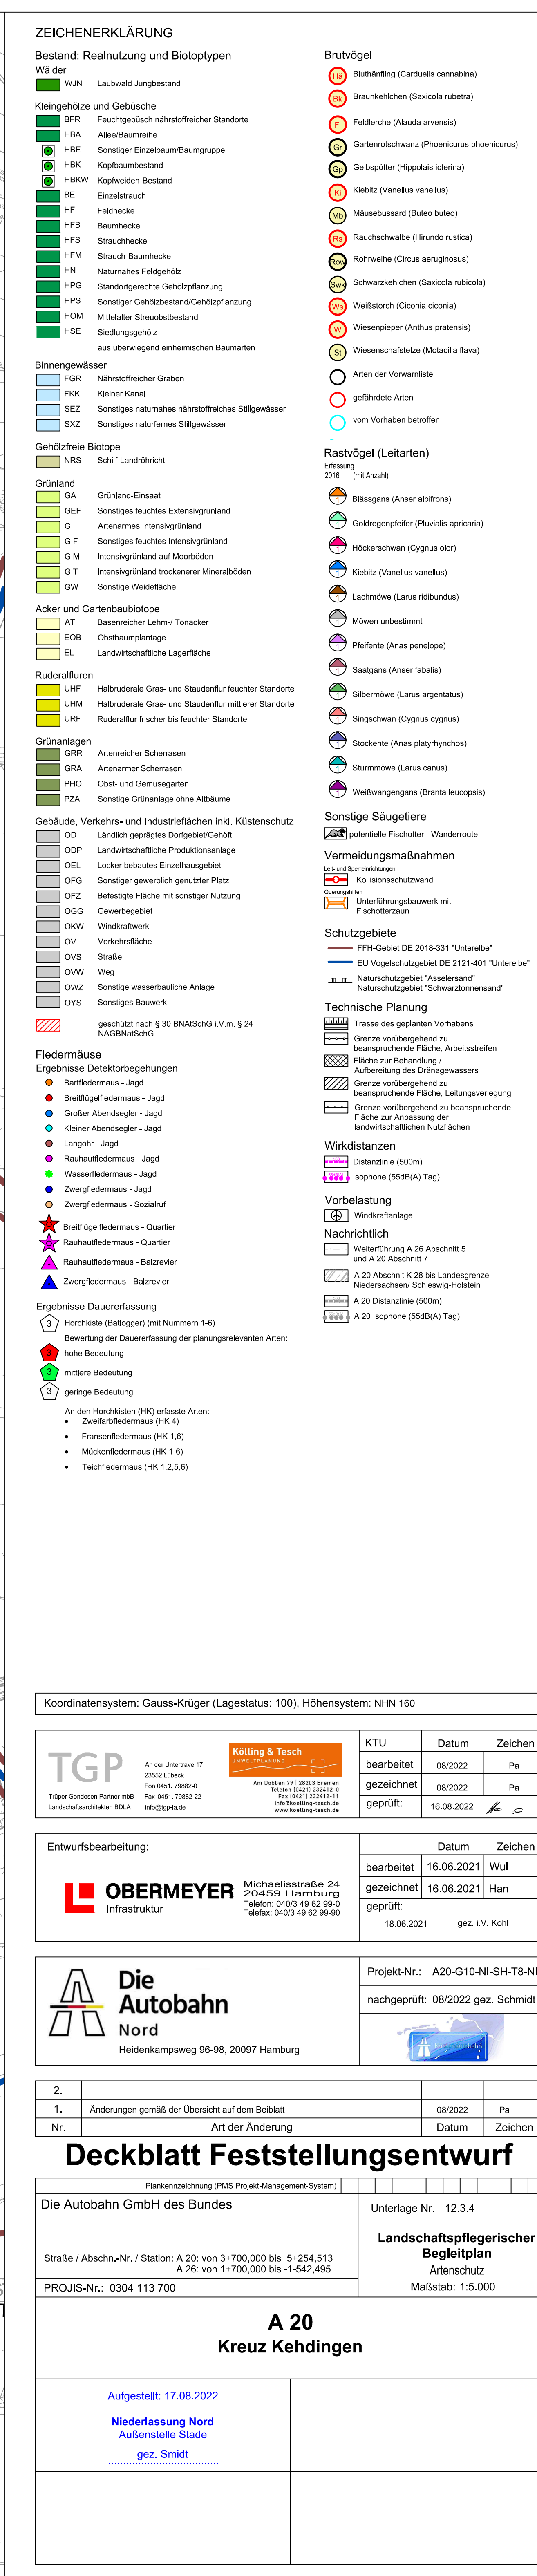 ZEICHENERKLÄRUNG
Bestand: Realnutzung und Biotoptypen
Wälder
WJN Laubwald Jungbestand
Kleingehölze und Gebüsche
BFR Feuchtgebüsch nährstoffreicher Standorte
HBA Allee/Baumreihe
HBE Sonstiger Einzelbaum/Baumgruppe
HBK Kopfbaumbestand
HBKW Kopfweiden-Bestand
BE Einzelstrauch
HF Feldhecke
HFB Baumhecke
HFS Strauchhecke
HFM Strauch-Baumhecke
HN Naturnahes Feldgehölz
HPG Standortgerechte Gehölzpflanzung
HPS Sonstiger Gehölzbestand/Gehölzpflanzung
HOM Mittelalter Streuobstbestand
HSE Siedlungsgehölz
aus überwiegend einheimischen Baumarten
Binnengewässer
FGR Nährstoffreicher Graben
FKK Kleiner Kanal
SEZ Sonstiges naturnahes nährstoffreiches Stillgewässer
SXZ Sonstiges naturfernes Stillgewässer
Gehölzfreie Biotope
NRS Schilf-Landröhricht
Grünland
GA Grünland-Einsaat
GEF Sonstiges feuchtes Extensivgrünland
GI Artenarmes Intensivgrünland
GIF Sonstiges feuchtes Intensivgrünland
GIM Intensivgrünland auf Moorböden
GIT Intensivgrünland trockenerer Mineralböden
GW Sonstige Weidefläche
Acker und Gartenbaubiotope
AT Basenreicher Lehm-/ Tonacker
EOB Obstbaumplantage
EL Landwirtschaftliche Lagerfläche
Ruderalfluren
UHF Halbruderale Gras- und Staudenflur feuchter Standorte
UHM Halbruderale Gras- und Staudenflur mittlerer Standorte
URF Ruderalflur frischer bis feuchter Standorte
Grünanlagen
GRR Artenreicher Scherrasen
GRA Artenarmer Scherrasen
PHO Obst- und Gemüsegarten
PZA Sonstige Grünanlage ohne Altbäume
Gebäude, Verkehrs- und Industrieflächen inkl. Küstenschutz
OD Ländlich geprägtes Dorfgebiet/Gehöft
ODP Landwirtschaftliche Produktionsanlage
OEL Locker bebautes Einzelhausgebiet
OFG Sonstiger gewerblich genutzter Platz
OFZ Befestigte Fläche mit sonstiger Nutzung
OGG Gewerbegebiet
OKW Windkraftwerk
OV Verkehrsfläche
OVS Straße
OVW Weg
OWZ Sonstige wasserbauliche Anlage
OYS Sonstiges Bauwerk
geschützt nach § 30 BNAtSchG i.V.m. § 24
NAGBNatSchG
Fledermäuse
Ergebnisse Detektorbegehungen
Bartfledermaus - Jagd
Breitflügelfledermaus - Jagd
Großer Abendsegler - Jagd
Kleiner Abendsegler - Jagd
Langohr - Jagd
Rauhautfledermaus - Jagd
Wasserfledermaus - Jagd
Zwergfledermaus - Jagd
Zwergfledermaus - Sozialruf
Breitflügelfledermaus - Quartier
Rauhautfledermaus - Quartier
Rauhautfledermaus - Balzrevier
Zwergfledermaus - Balzrevier
Ergebnisse Dauererfassung
3 Horchkiste (Batlogger) (mit Nummern 1-6)
Bewertung der Dauererfassung der planungsrelevanten Arten:
3 hohe Bedeutung
3 mittlere Bedeutung
3 geringe Bedeutung
An den Horchkisten (HK) erfasste Arten:
• Zweifarbfledermaus (HK 4)
• Fransenfledermaus (HK 1,6)
• Mückenfledermaus (HK 1-6)
• Teichfledermaus (HK 1,2,5,6)
Brutvögel
Hä Bluthänfling (Carduelis cannabina)
Bk Braunkehlchen (Saxicola rubetra)
Fl Feldlerche (Alauda arvensis)
Gr Gartenrotschwanz (Phoenicurus phoenicurus)
Gp Gelbspötter (Hippolais icterina)
Ki Kiebitz (Vanellus vanellus)
Mb Mäusebussard (Buteo buteo)
Rs Rauchschwalbe (Hirundo rustica)
Row Rohrweihe (Circus aeruginosus)
Swk Schwarzkehlchen (Saxicola rubicola)
Ws Weißstorch (Ciconia ciconia)
W Wiesenpieper (Anthus pratensis)
St Wiesenschafstelze (Motacilla flava)
Arten der Vorwarnliste
gefährdete Arten
vom Vorhaben betroffen
Rastvögel (Leitarten)
Erfassung
2016 (mit Anzahl)
1 Blässgans (Anser albifrons)
1 Goldregenpfeifer (Pluvialis apricaria)
1 Höckerschwan (Cygnus olor)
1 Kiebitz (Vanellus vanellus)
1 Lachmöwe (Larus ridibundus)
1 Möwen unbestimmt
1 Pfeifente (Anas penelope)
1 Saatgans (Anser fabalis)
1 Silbermöwe (Larus argentatus)
1 Singschwan (Cygnus cygnus)
1 Stockente (Anas platyrhynchos)
1 Sturmmöwe (Larus canus)
1 Weißwangengans (Branta leucopsis)
Sonstige Säugetiere
potentielle Fischotter - Wanderroute
Vermeidungsmaßnahmen
Leit- und Sperreinrichtungen
Kollisionsschutzwand
Querungshilfen
Unterführungsbauwerk mit
Fischotterzaun
Schutzgebiete
FFH-Gebiet DE 2018-331 "Unterelbe"
EU Vogelschutzgebiet DE 2121-401 "Unterelbe"
Naturschutzgebiet "Asselersand"
Naturschutzgebiet "Schwarztonnensand"
Technische Planung
Trasse des geplanten Vorhabens
Grenze vorübergehend zu
beanspruchende Fläche, Arbeitsstreifen
Fläche zur Behandlung /
Aufbereitung des Dränagewassers
Grenze vorübergehend zu
beanspruchende Fläche, Leitungsverlegung
Grenze vorübergehend zu beanspruchende
Fläche zur Anpassung der
landwirtschaftlichen Nutzflächen
Wirkdistanzen
Distanzlinie (500m)
Isophone (55dB(A) Tag)
Vorbelastung
Windkraftanlage
Nachrichtlich
Weiterführung A 26 Abschnitt 5
und A 20 Abschnitt 7
A 20 Abschnit K 28 bis Landesgrenze
Niedersachsen/ Schleswig-Holstein
A 20 Distanzlinie (500m)
A 20 Isophone (55dB(A) Tag)
Koordinatensystem: Gauss-Krüger (Lagestatus: 100), Höhensystem: NHN 160
TGP
Trüper Gondesen Partner mbB
Landschaftsarchitekten BDLA
An der Untertrave 17
23552 Lübeck
Fon 0451. 79882-0
Fax 0451. 79882-22
info@tgp-la.de
Kölling & Tesch
UMWELTPLANUNG
Am Dobben 79 | 28203 Bremen
Telefon (0421) 232412-0
Fax (0421) 232412-11
info@koelling-tesch.de
www.koelling-tesch.de
KTU Datum Zeichen
bearbeitet 08/2022 Pa
gezeichnet 08/2022 Pa
geprüft: 16.08.2022
Entwurfsbearbeitung:
OBERMEYER
Infrastruktur
Michaelisstraße 24
20459 Hamburg
Telefon: 040/3 49 62 99-0
Telefax: 040/3 49 62 99-90
Datum Zeichen
bearbeitet 16.06.2021 Wul
gezeichnet 16.06.2021 Han
geprüft:
18.06.2021 gez. i.V. Kohl
Die
Autobahn
Nord
Heidenkampsweg 96-98, 20097 Hamburg
Projekt-Nr.: A20-G10-NI-SH-T8-NI
nachgeprüft: 08/2022 gez. Schmidt
2.
1. Änderungen gemäß der Übersicht auf dem Beiblatt 08/2022 Pa
Nr. Art der Änderung Datum Zeichen
Deckblatt Feststellungsentwurf
Plankennzeichnung (PMS Projekt-Management-System)
Die Autobahn GmbH des Bundes
Straße / Abschn.-Nr. / Station: A 20: von 3+700,000 bis 5+254,513
A 26: von 1+700,000 bis -1-542,495
PROJIS-Nr.: 0304 113 700
Unterlage Nr. 12.3.4
Landschaftspflegerischer
Begleitplan
Artenschutz
Maßstab: 1:5.000
A 20
Kreuz Kehdingen
Aufgestellt: 17.08.2022
Niederlassung Nord
Außenstelle Stade
gez. Smidt